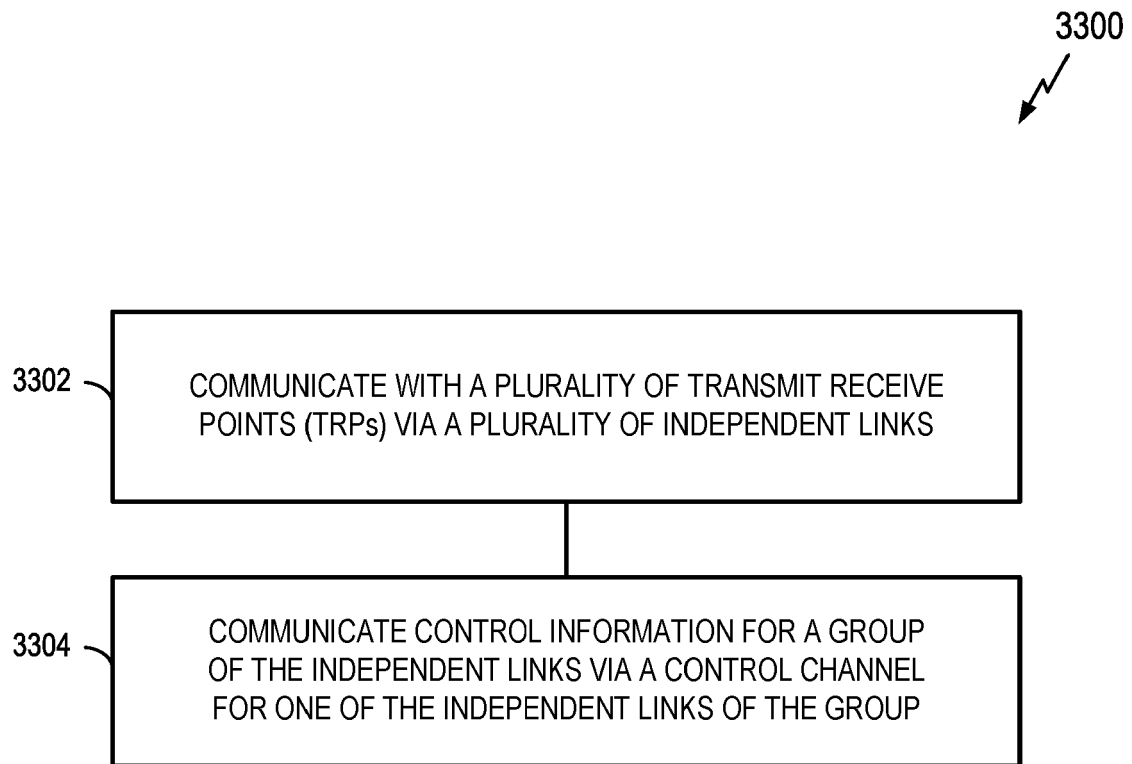 3300
3302
COMMUNICATE WITH A PLURALITY OF TRANSMIT RECEIVE
POINTS (TRPs) VIA A PLURALITY OF INDEPENDENT LINKS
3304
COMMUNICATE CONTROL INFORMATION FOR A GROUP
OF THE INDEPENDENT LINKS VIA A CONTROL CHANNEL
FOR ONE OF THE INDEPENDENT LINKS OF THE GROUP